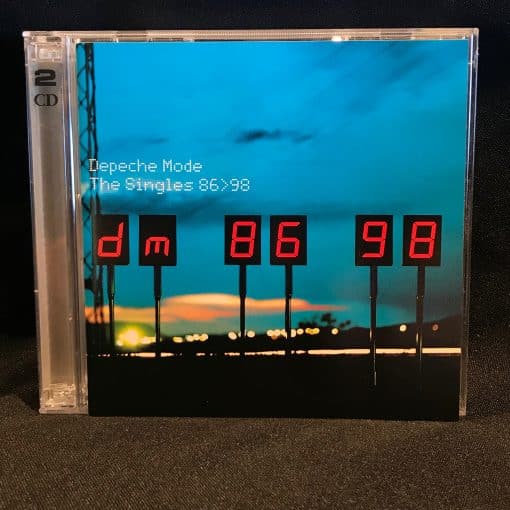 2
CD
Depeche Mode
The Singles 86>98
dm 86 98